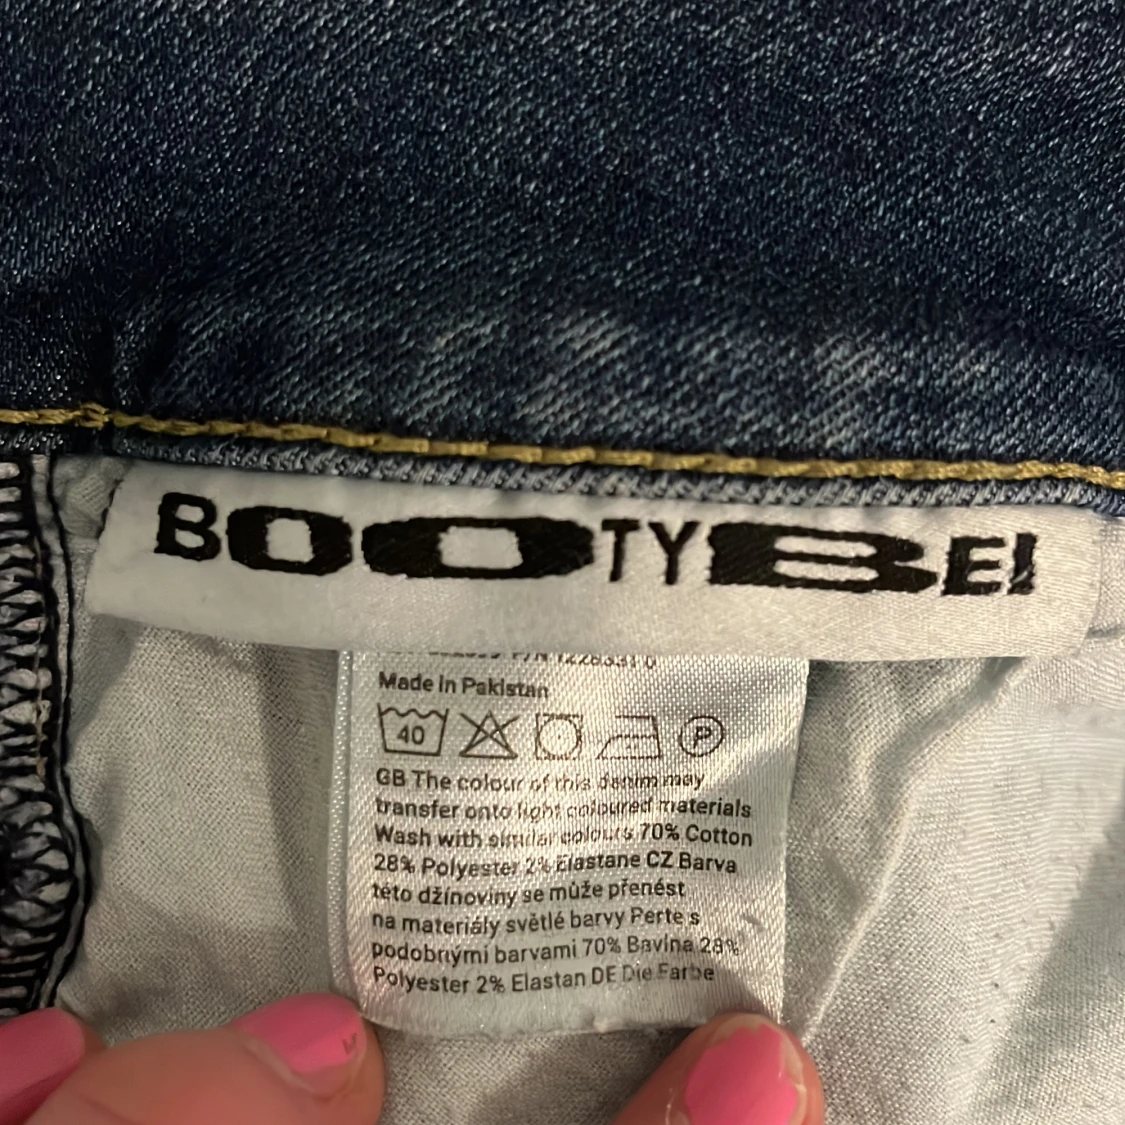 BOOTYBE!
Made in Pakistan
40
P
GB The colour of this denim may
transfer onto light coloured materials
Wash with similar colours 70% Cotton
28% Polyester 2% Elastane CZ Barva
této džínoviny se může přenést
na materiály světlé barvy Perte s
podobnými barvami 70% Bavlna 28%
Polyester 2% Elastan DE Die Farbe